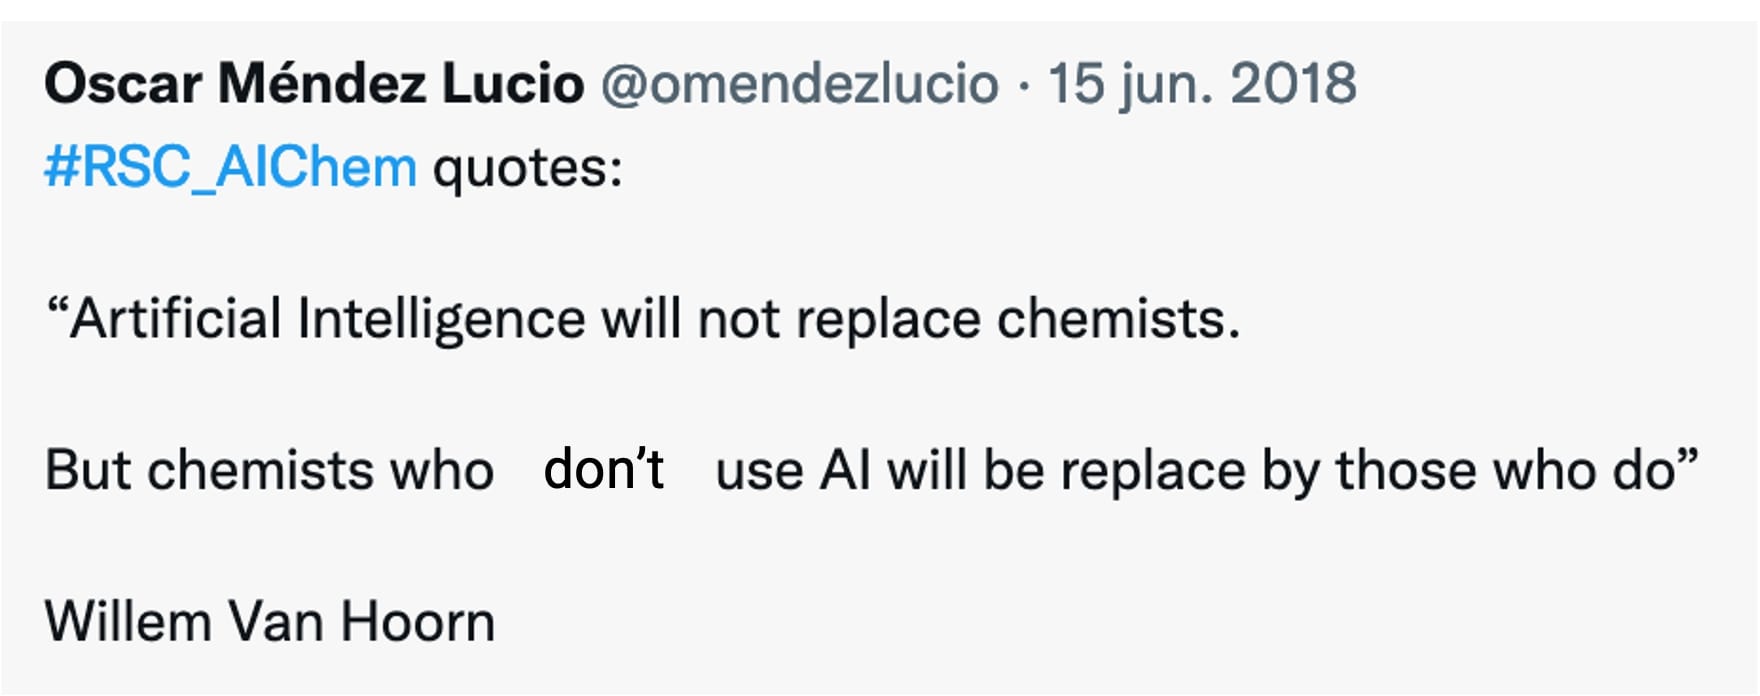 Oscar Méndez Lucio @omendezlucio · 15 jun. 2018
#RSC_AIChem quotes:
“Artificial Intelligence will not replace chemists.
But chemists who don’t use AI will be replace by those who do”
Willem Van Hoorn